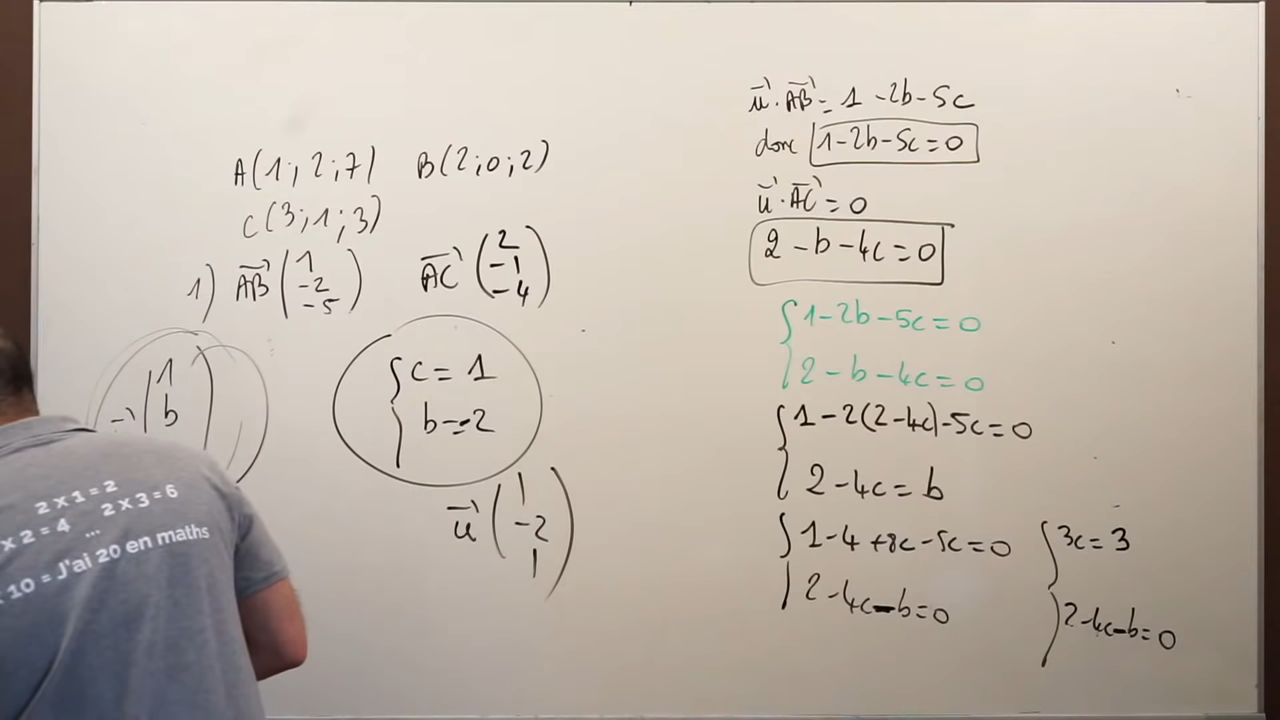 A(1; 2; 7) B(2; 0; 2)
C(3; 1; 3)
1) AB⃗ (1 -2 -5) AC⃗ (2 -1 -4)
(1 b
{ c = 1
b = -2
u⃗ (1 -2 1)
u⃗ . AB⃗ = 1 - 2b - 5c
donc 1 - 2b - 5c = 0
u⃗ . AC⃗ = 0
2 - b - 4c = 0
{ 1 - 2b - 5c = 0
2 - b - 4c = 0
{ 1 - 2(2 - 4c) - 5c = 0
2 - 4c = b
{ 1 - 4 + 8c - 5c = 0
2 - 4c - b = 0
{ 3c = 3
2 - 4c - b = 0
2 x 1 = 2
x 2 = 4 ... 2 x 3 = 6
x 10 = J'ai 20 en maths